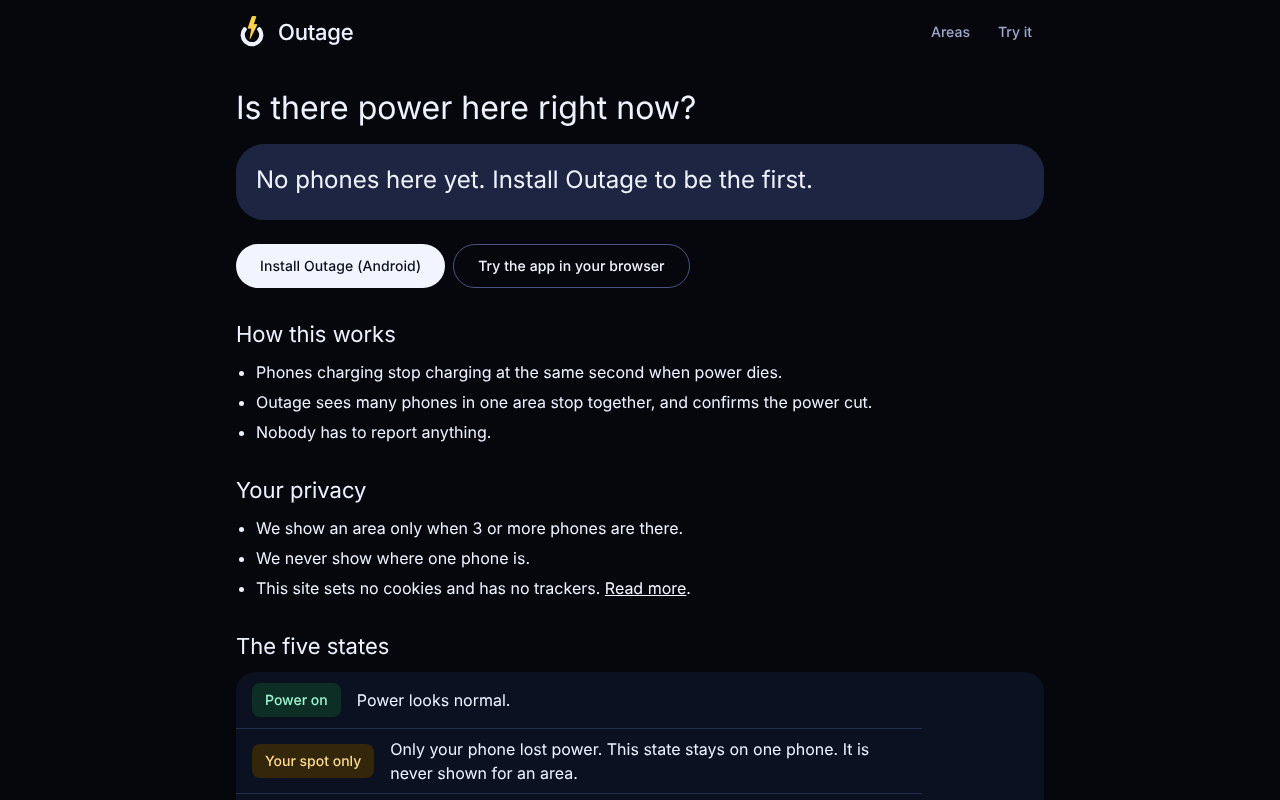 Outage
Areas
Try it
Is there power here right now?
No phones here yet. Install Outage to be the first.
Install Outage (Android)
Try the app in your browser
How this works
Phones charging stop charging at the same second when power dies.
Outage sees many phones in one area stop together, and confirms the power cut.
Nobody has to report anything.
Your privacy
We show an area only when 3 or more phones are there.
We never show where one phone is.
This site sets no cookies and has no trackers. Read more.
The five states
Power on
Power looks normal.
Your spot only
Only your phone lost power. This state stays on one phone. It is
never shown for an area.